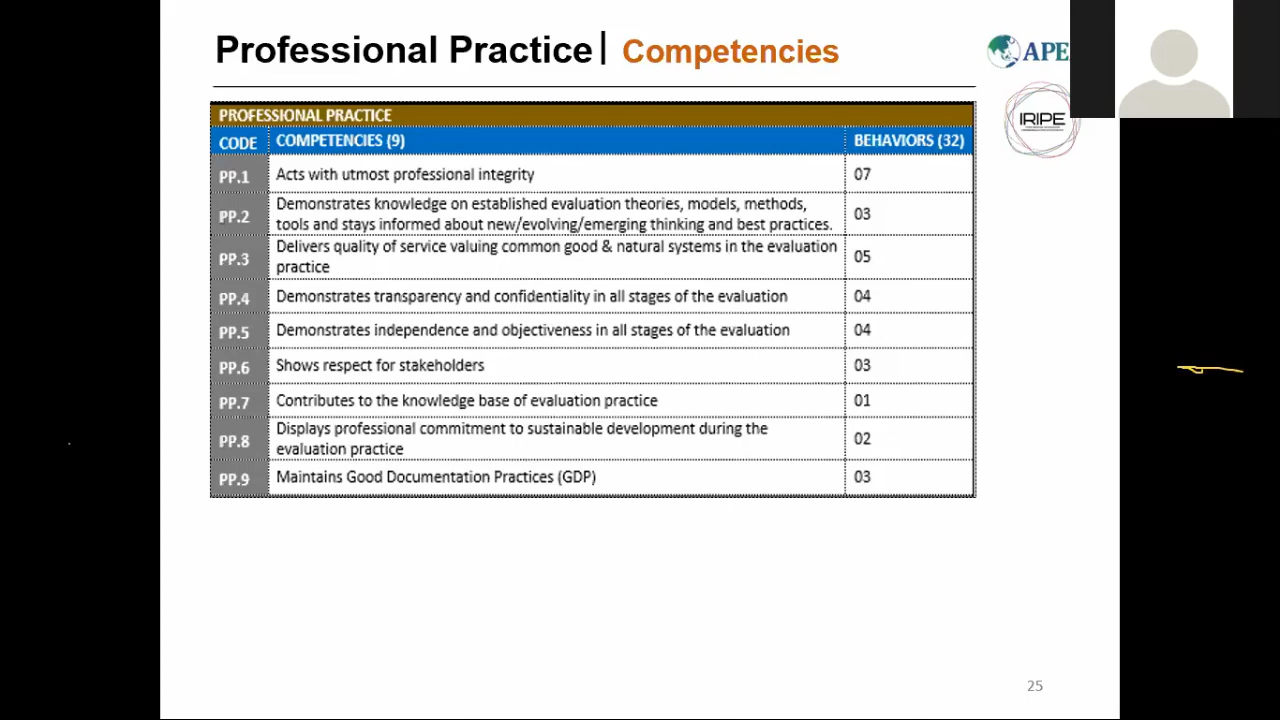 Professional Practice| Competencies
APE
IRIPE
PROFESSIONAL PRACTICE
CODE COMPETENCIES (9) BEHAVIORS (32)
PP.1 Acts with utmost professional integrity 07
PP.2 Demonstrates knowledge on established evaluation theories, models, methods,
tools and stays informed about new/evolving/emerging thinking and best practices. 03
PP.3 Delivers quality of service valuing common good & natural systems in the evaluation
practice 05
PP.4 Demonstrates transparency and confidentiality in all stages of the evaluation 04
PP.5 Demonstrates independence and objectiveness in all stages of the evaluation 04
PP.6 Shows respect for stakeholders 03
PP.7 Contributes to the knowledge base of evaluation practice 01
PP.8 Displays professional commitment to sustainable development during the
evaluation practice 02
PP.9 Maintains Good Documentation Practices (GDP) 03
25